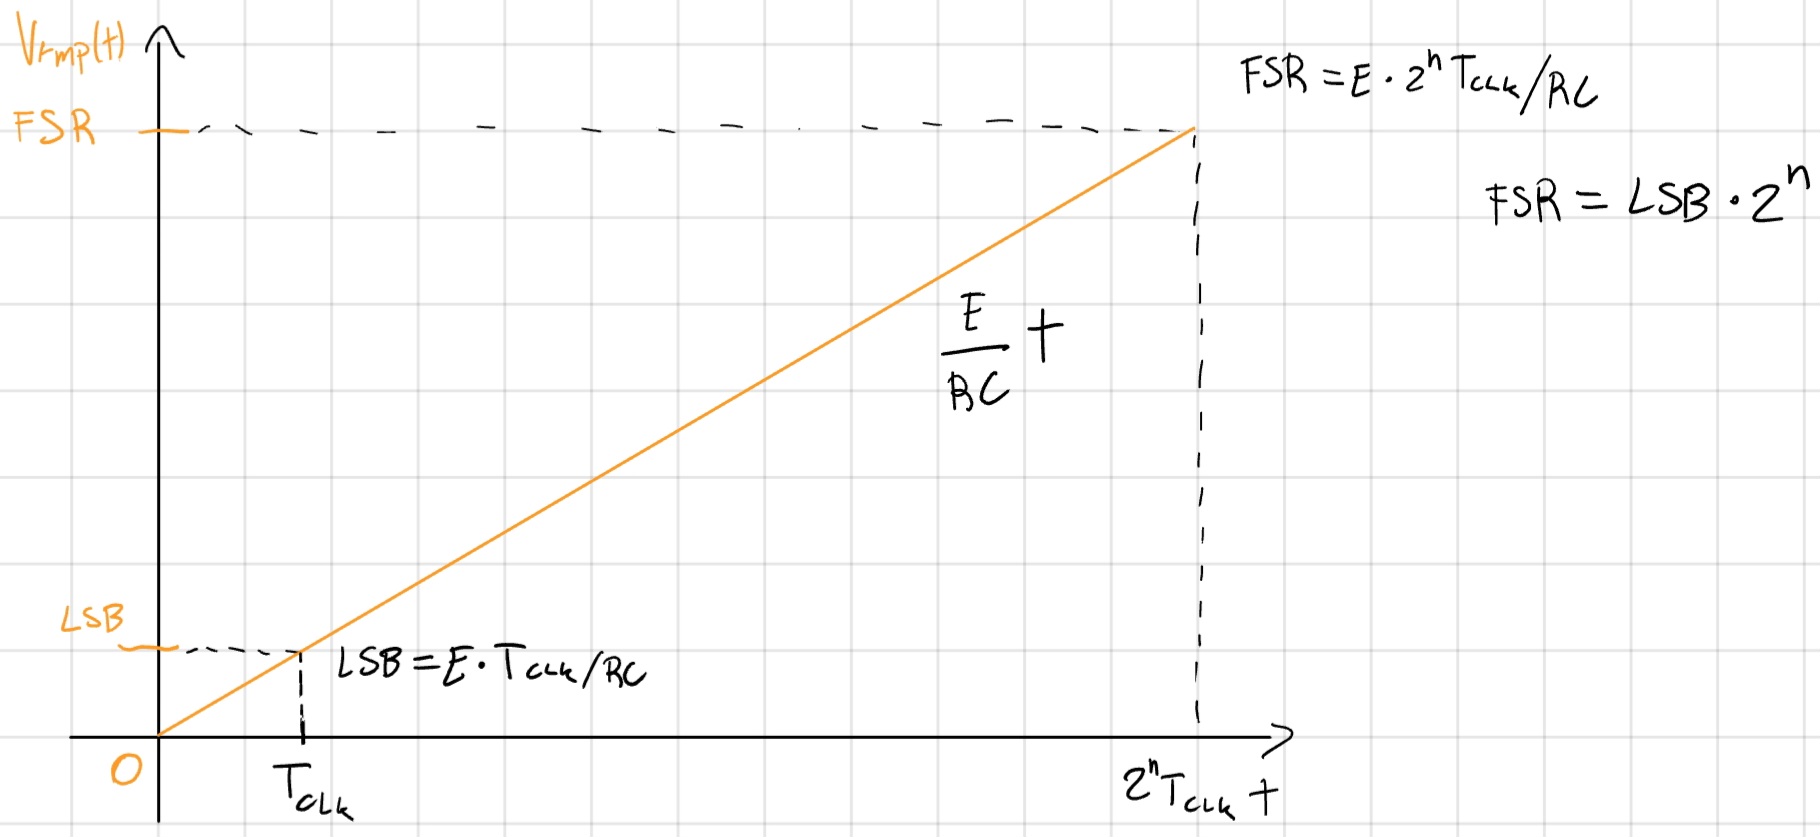 Vrmp(t)
FSR = E · 2ⁿ TCLK/RC
FSR
FSR = LSB · 2ⁿ
E
RC
t
LSB
LSB = E · TCLK/RC
O
TCLK
2ⁿTCLK t